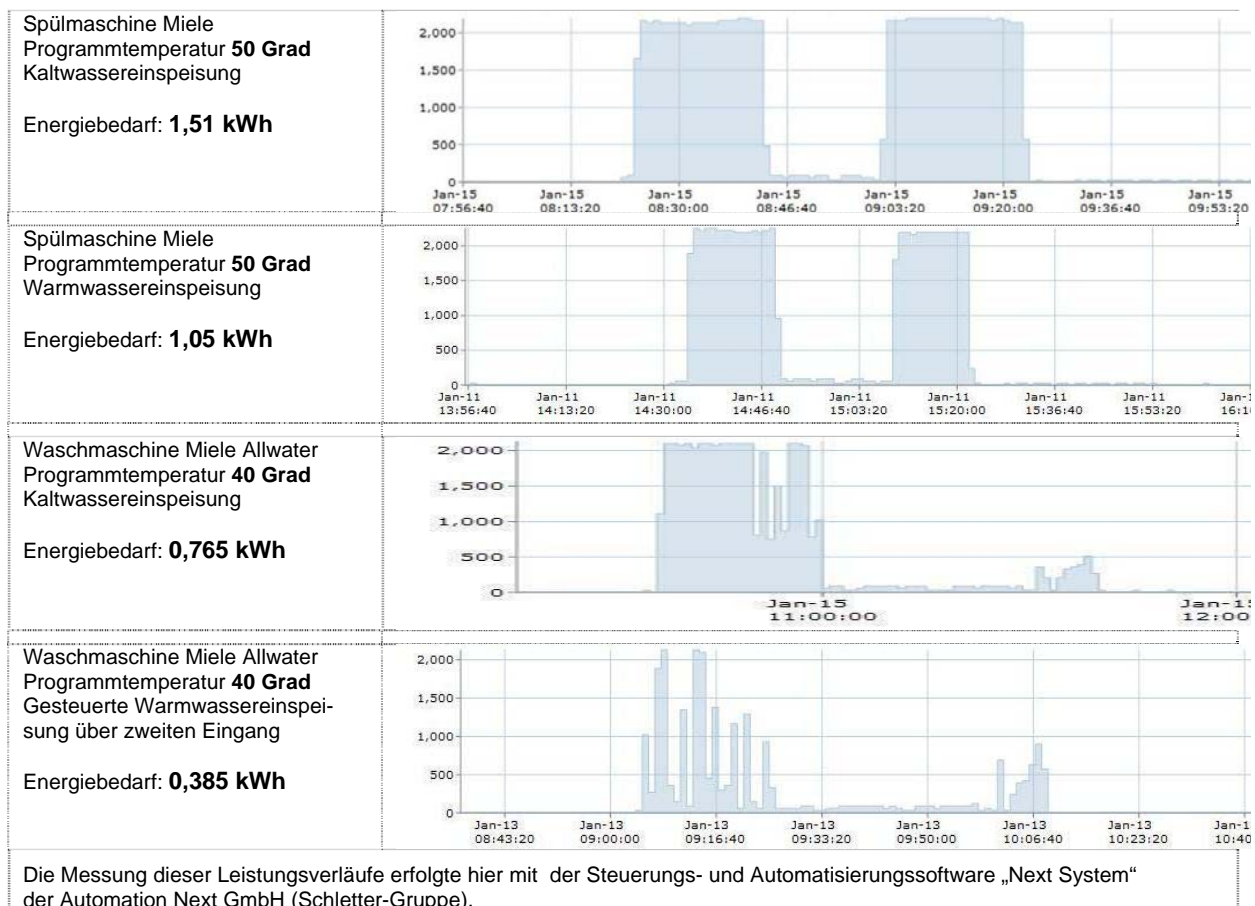 Spülmaschine Miele
Programmtemperatur 50 Grad
Kaltwassereinspeisung
Energiebedarf: 1,51 kWh
2,000
1,500
1,000
500
0
Jan-15 Jan-15 Jan-15 Jan-15 Jan-15 Jan-15 Jan-15 Jan-15
07:56:40 08:13:20 08:30:00 08:46:40 09:03:20 09:20:00 09:36:40 09:53:20
Spülmaschine Miele
Programmtemperatur 50 Grad
Warmwassereinspeisung
Energiebedarf: 1,05 kWh
2,000
1,500
1,000
500
0
Jan-11 Jan-11 Jan-11 Jan-11 Jan-11 Jan-11 Jan-11 Jan-11 Jan-1
13:56:40 14:13:20 14:30:00 14:46:40 15:03:20 15:20:00 15:36:40 15:53:20 16:10
Waschmaschine Miele Allwater
Programmtemperatur 40 Grad
Kaltwassereinspeisung
Energiebedarf: 0,765 kWh
2,000
1,500
1,000
500
0
Jan-15 Jan-15
11:00:00 12:00
Waschmaschine Miele Allwater
Programmtemperatur 40 Grad
Gesteuerte Warmwassereinspei-
sung über zweiten Eingang
Energiebedarf: 0,385 kWh
2,000
1,500
1,000
500
0
Jan-13 Jan-13 Jan-13 Jan-13 Jan-13 Jan-13 Jan-13 Jan-1
08:43:20 09:00:00 09:16:40 09:33:20 09:50:00 10:06:40 10:23:20 10:40
Die Messung dieser Leistungsverläufe erfolgte hier mit der Steuerungs- und Automatisierungssoftware „Next System“
der Automation Next GmbH (Schletter-Gruppe).